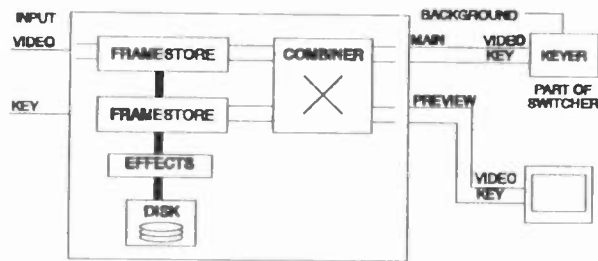 INPUT
VIDEO
KEY
FRAMESTORE
FRAMESTORE
EFFECTS
DISK
COMBINER
BACKGROUND
MAIN
VIDEO
KEY
KEYER
PART OF
SWITCHER
PREVIEW
VIDEO
KEY